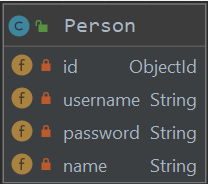 C Person
f id ObjectId
f username String
f password String
f name String